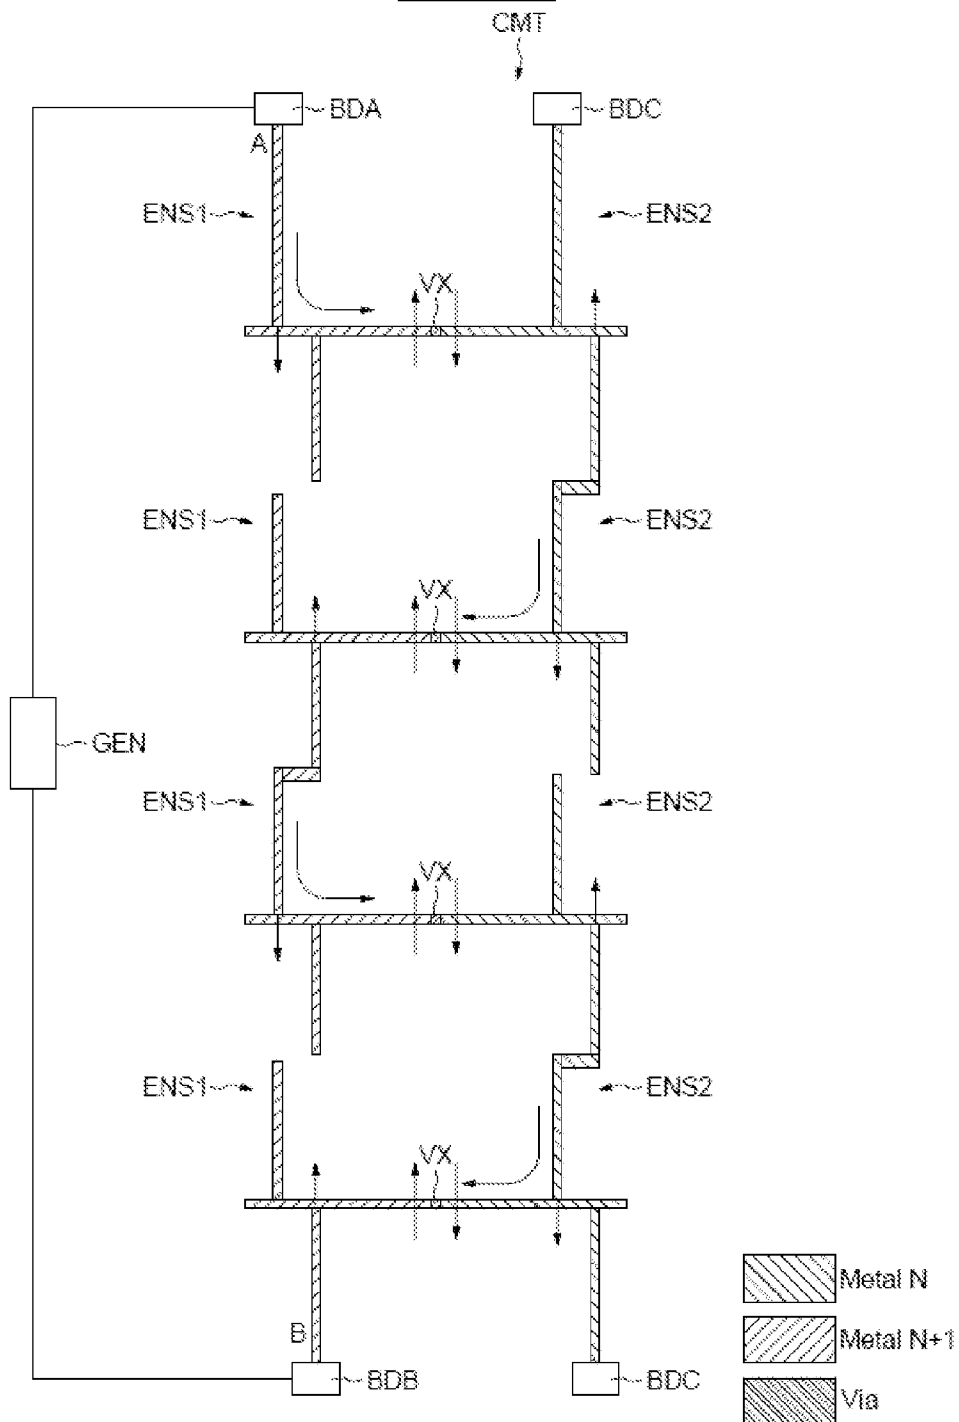 CMT
BDA
BDC
A
ENS1
ENS2
VX
ENS1
ENS2
VX
GEN
ENS1
ENS2
VX
ENS1
ENS2
VX
Metal N
Metal N+1
B
BDB
BDC
Via